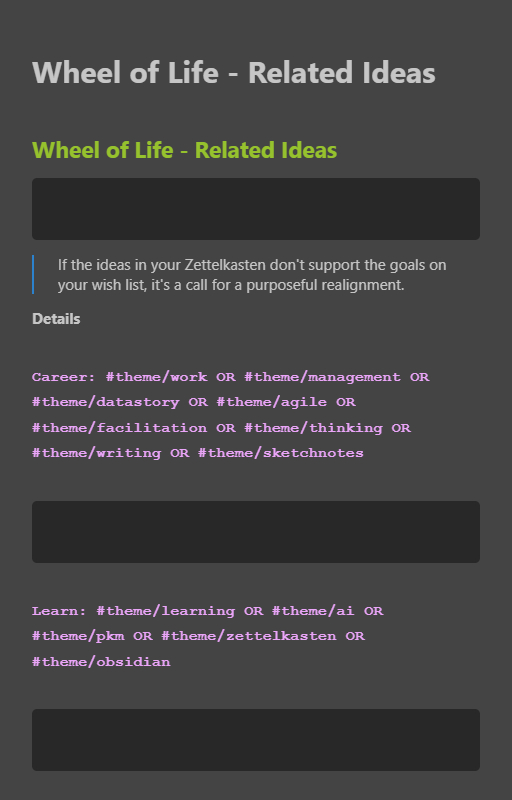 Wheel of Life - Related Ideas
Wheel of Life - Related Ideas
If the ideas in your Zettelkasten don't support the goals on
your wish list, it's a call for a purposeful realignment.
Details
Career: #theme/work OR #theme/management OR
#theme/datastory OR #theme/agile OR
#theme/facilitation OR #theme/thinking OR
#theme/writing OR #theme/sketchnotes
Learn: #theme/learning OR #theme/ai OR
#theme/pkm OR #theme/zettelkasten OR
#theme/obsidian